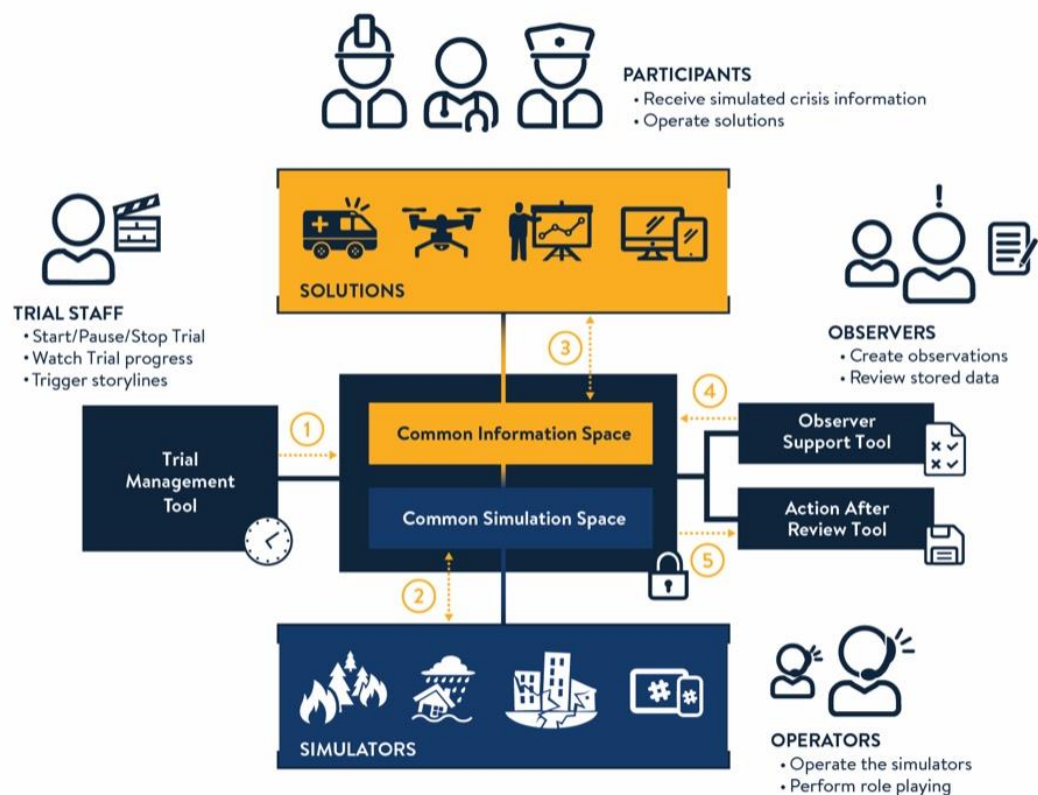 PARTICIPANTS
• Receive simulated crisis information
• Operate solutions
SOLUTIONS
TRIAL STAFF
• Start/Pause/Stop Trial
• Watch Trial progress
• Trigger storylines
OBSERVERS
• Create observations
• Review stored data
3
4
1
Common Information Space
Observer
Support Tool
Trial
Management
Tool
Common Simulation Space
Action After
Review Tool
5
2
# #
SIMULATORS
OPERATORS
• Operate the simulators
• Perform role playing